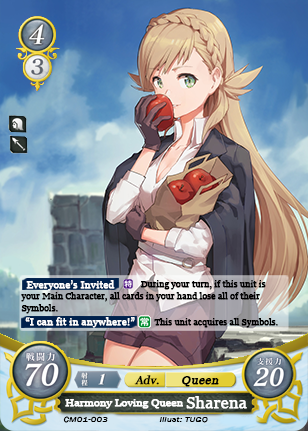 4
3
Everyone's Invited 特 During your turn, if this unit is
your Main Character, all cards in your hand lose all of their
Symbols.
"I can fit in anywhere!" 常 This unit acquires all Symbols.
戦闘力
70
射程 1
Adv. Queen
支援力
20
Harmony Loving Queen Sharena
CM01-003 Illust: TUGO